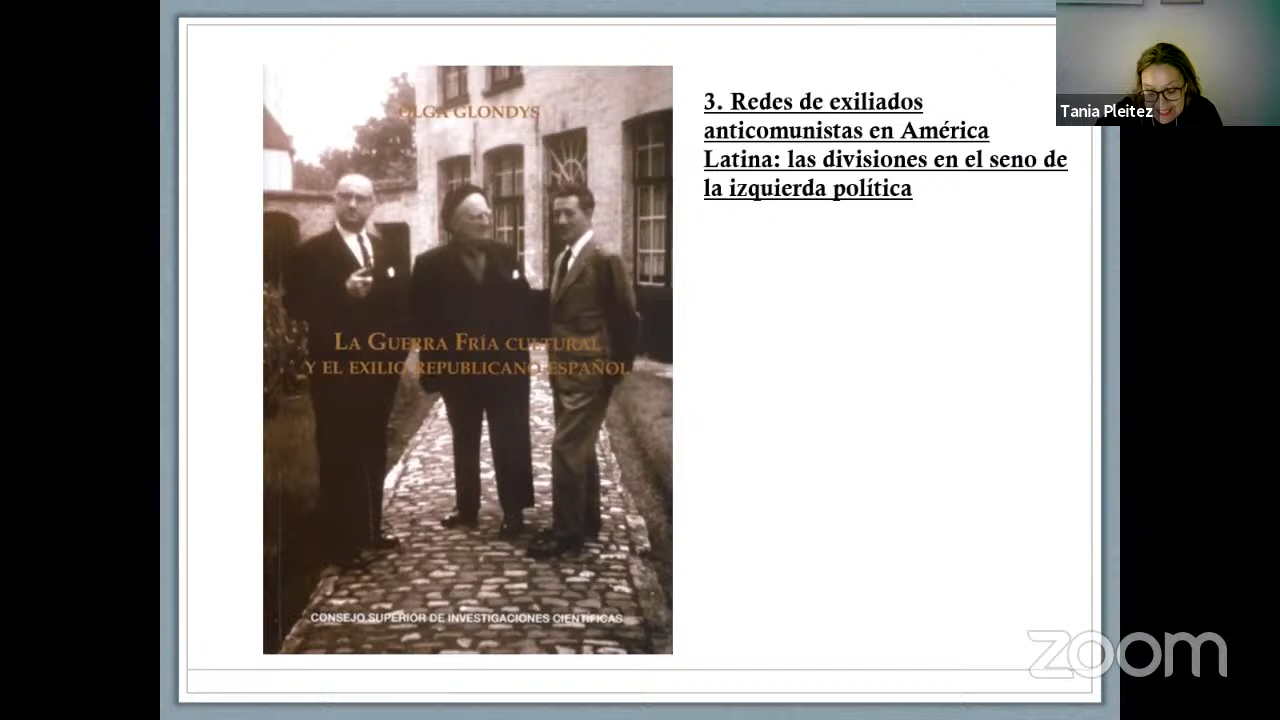 OLGA GLONDYS
LA GUERRA FRÍA CULTURAL
Y EL EXILIO REPUBLICANO ESPAÑOL
CONSEJO SUPERIOR DE INVESTIGACIONES CIENTÍFICAS
3. Redes de exiliados
anticomunistas en América
Latina: las divisiones en el seno de
la izquierda política
Tania Pleitez
zoom